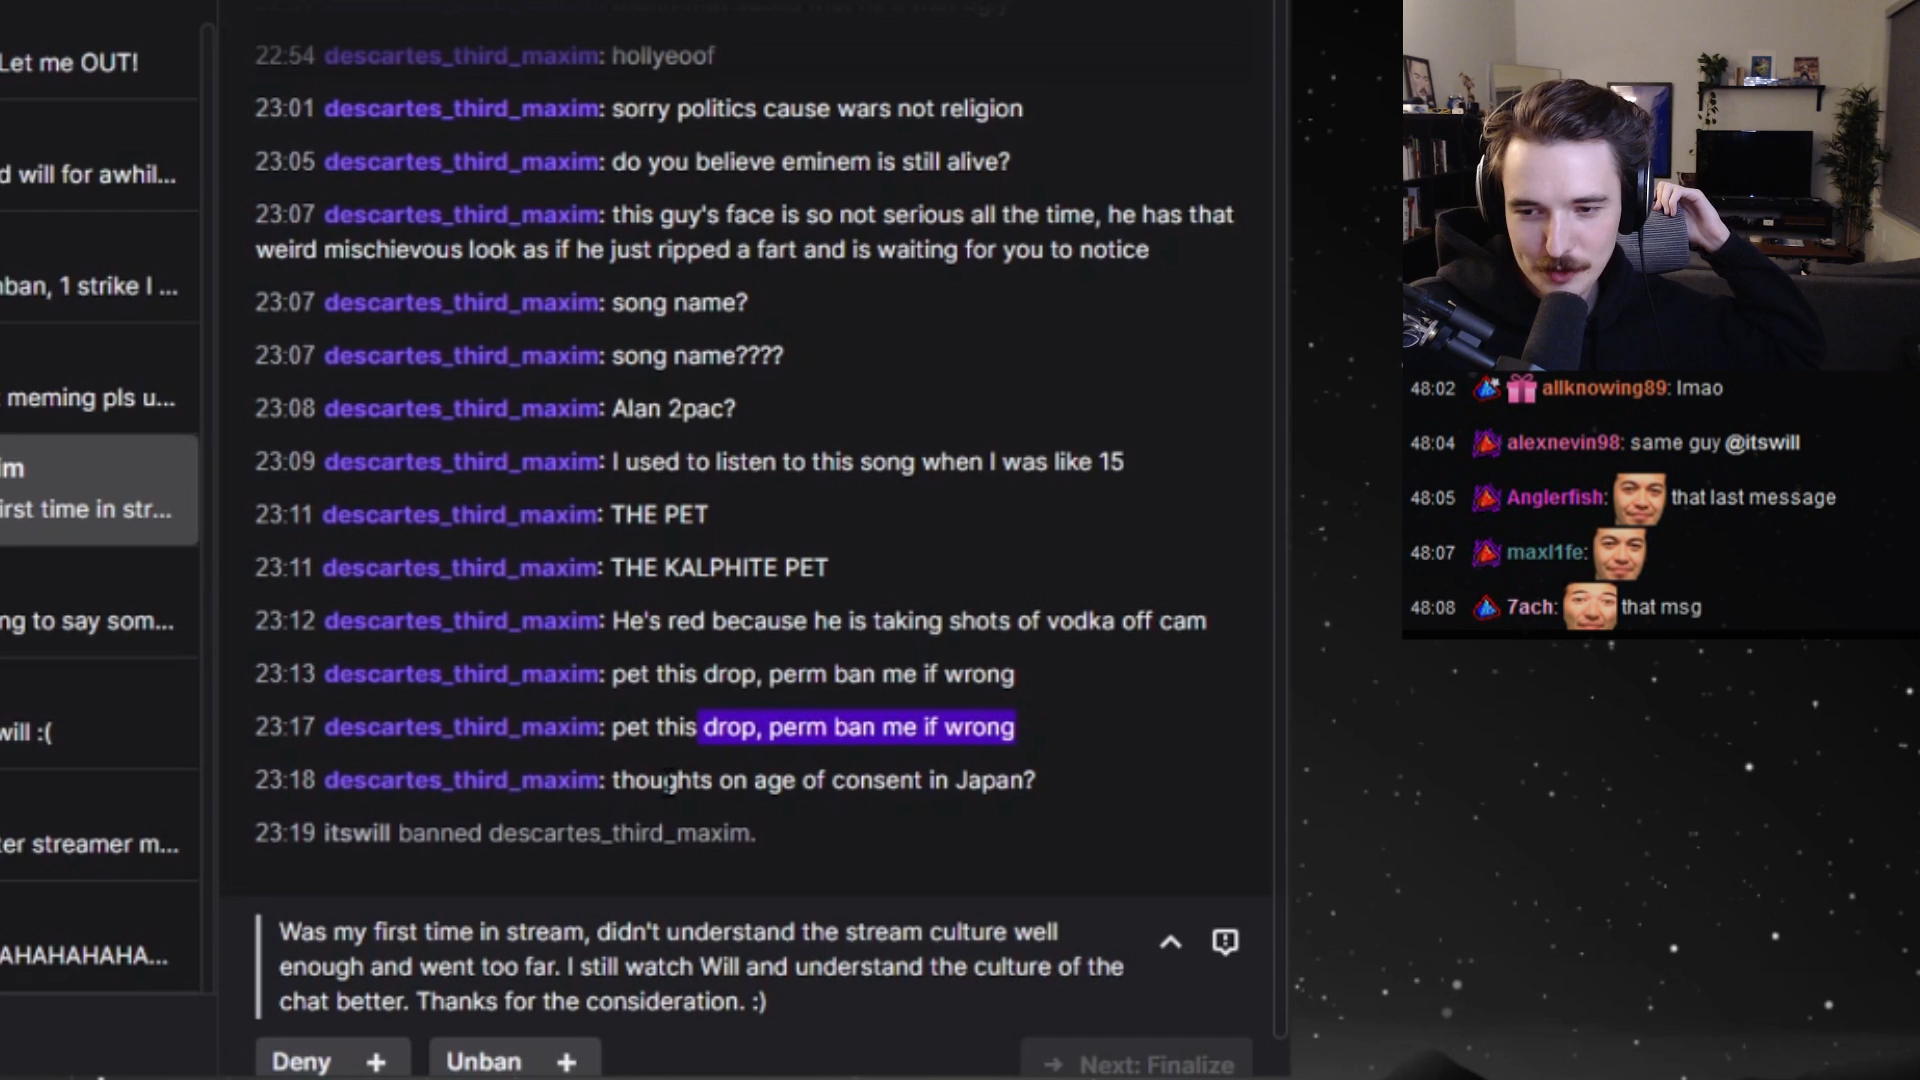 Let me OUT!
d will for awhil...
ban, 1 strike I ...
meming pls u...
im
irst time in str...
ng to say som...
will :(
ter streamer m...
AHAHAHAHA...
22:54 descartes_third_maxim: hollyeoof
23:01 descartes_third_maxim: sorry politics cause wars not religion
23:05 descartes_third_maxim: do you believe eminem is still alive?
23:07 descartes_third_maxim: this guy's face is so not serious all the time, he has that
weird mischievous look as if he just ripped a fart and is waiting for you to notice
23:07 descartes_third_maxim: song name?
23:07 descartes_third_maxim: song name????
23:08 descartes_third_maxim: Alan 2pac?
23:09 descartes_third_maxim: I used to listen to this song when I was like 15
23:11 descartes_third_maxim: THE PET
23:11 descartes_third_maxim: THE KALPHITE PET
23:12 descartes_third_maxim: He's red because he is taking shots of vodka off cam
23:13 descartes_third_maxim: pet this drop, perm ban me if wrong
23:17 descartes_third_maxim: pet this drop, perm ban me if wrong
23:18 descartes_third_maxim: thoughts on age of consent in Japan?
23:19 itswill banned descartes_third_maxim.
Was my first time in stream, didn't understand the stream culture well
enough and went too far. I still watch Will and understand the culture of the
chat better. Thanks for the consideration. :)
Deny +
Unban +
→ Next: Finalize
48:02 allknowing89: lmao
48:04 alexnevin98: same guy @itswill
48:05 Anglerfish: that last message
48:07 maxl1fe:
48:08 7ach: that msg